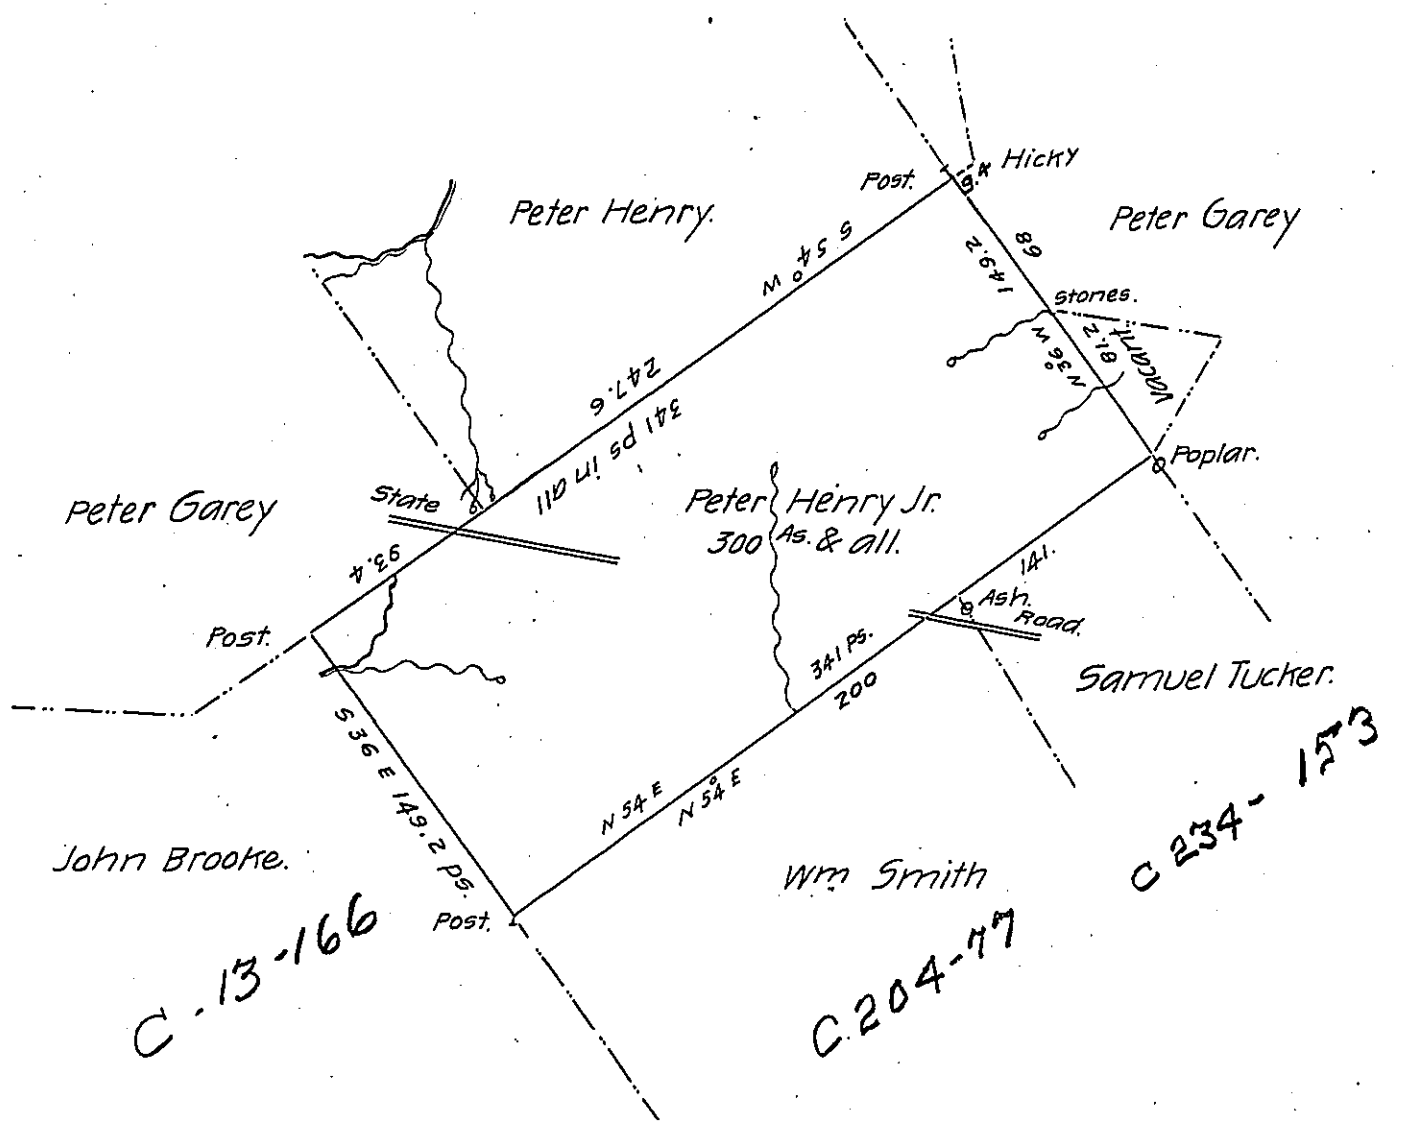 Hicky
Post.
9.4
Peter Henry.
Peter Garey
S 54° W
68
149.2
Stones.
N 36° W
81.2
Vacant
247.6
341 ps in all
Poplar.
State
Peter Garey
Peter Henry Jr.
300 As. & all.
93.4
141.
Ash.
Road.
Post.
341 ps.
200
Samuel Tucker.
S 36 E 149.2 ps.
N 54 E
N 54° E
C 234-153
John Brooke.
Wm Smith
Post.
C.13-166
C.204-77